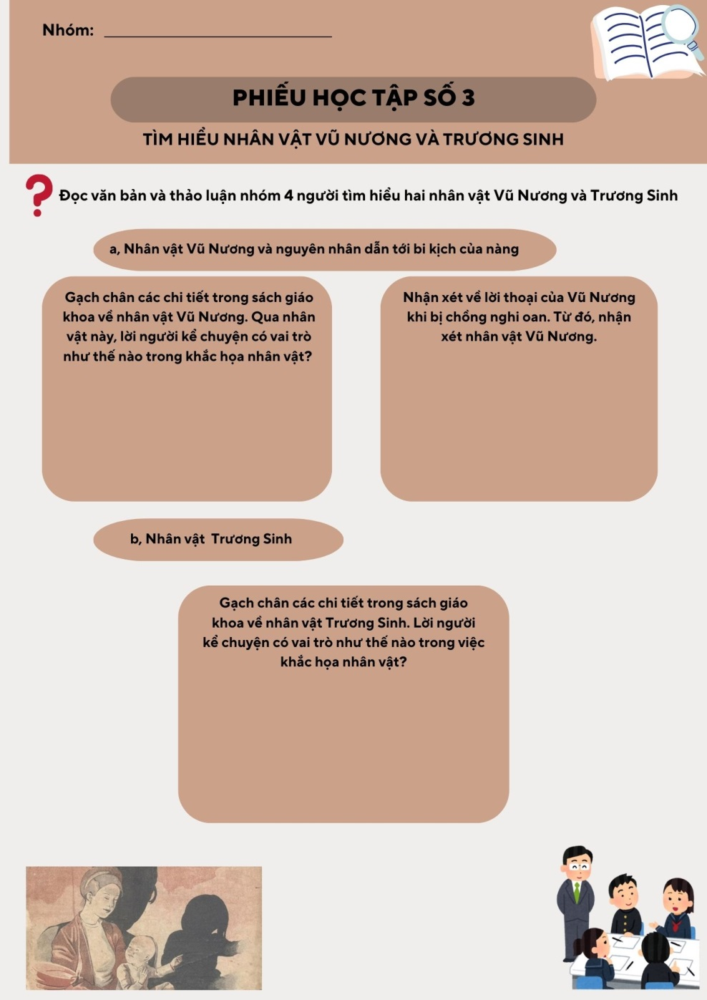 Nhóm:
PHIẾU HỌC TẬP SỐ 3
TÌM HIỂU NHÂN VẬT VŨ NƯƠNG VÀ TRƯƠNG SINH
Đọc văn bản và thảo luận nhóm 4 người tìm hiểu hai nhân vật Vũ Nương và Trương Sinh
a, Nhân vật Vũ Nương và nguyên nhân dẫn tới bi kịch của nàng
Gạch chân các chi tiết trong sách giáo
khoa về nhân vật Vũ Nương. Qua nhân
vật này, lời người kể chuyện có vai trò
như thế nào trong khắc họa nhân vật?
Nhận xét về lời thoại của Vũ Nương
khi bị chồng nghi oan. Từ đó, nhận
xét nhân vật Vũ Nương.
b, Nhân vật  Trương Sinh
Gạch chân các chi tiết trong sách giáo
khoa về nhân vật Trương Sinh. Lời người
kể chuyện có vai trò như thế nào trong việc
khắc họa nhân vật?